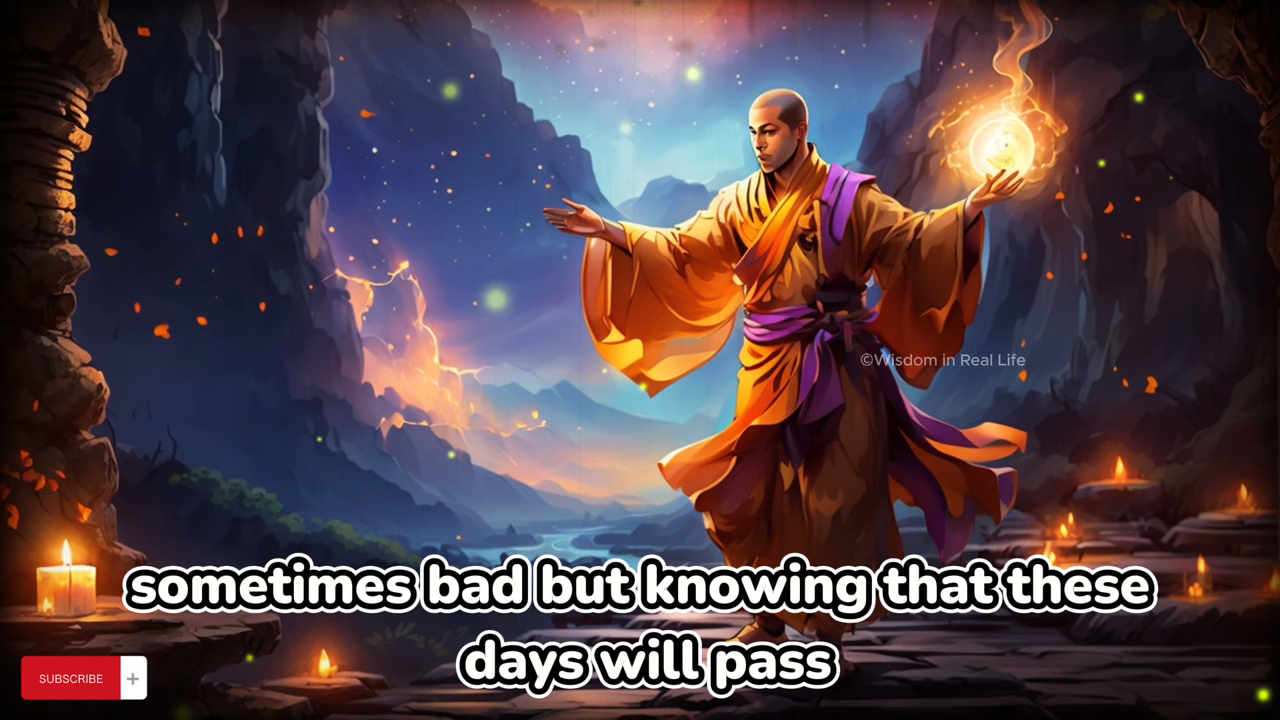 ©Wisdom in Real Life
sometimes bad but knowing that these
days will pass
SUBSCRIBE +